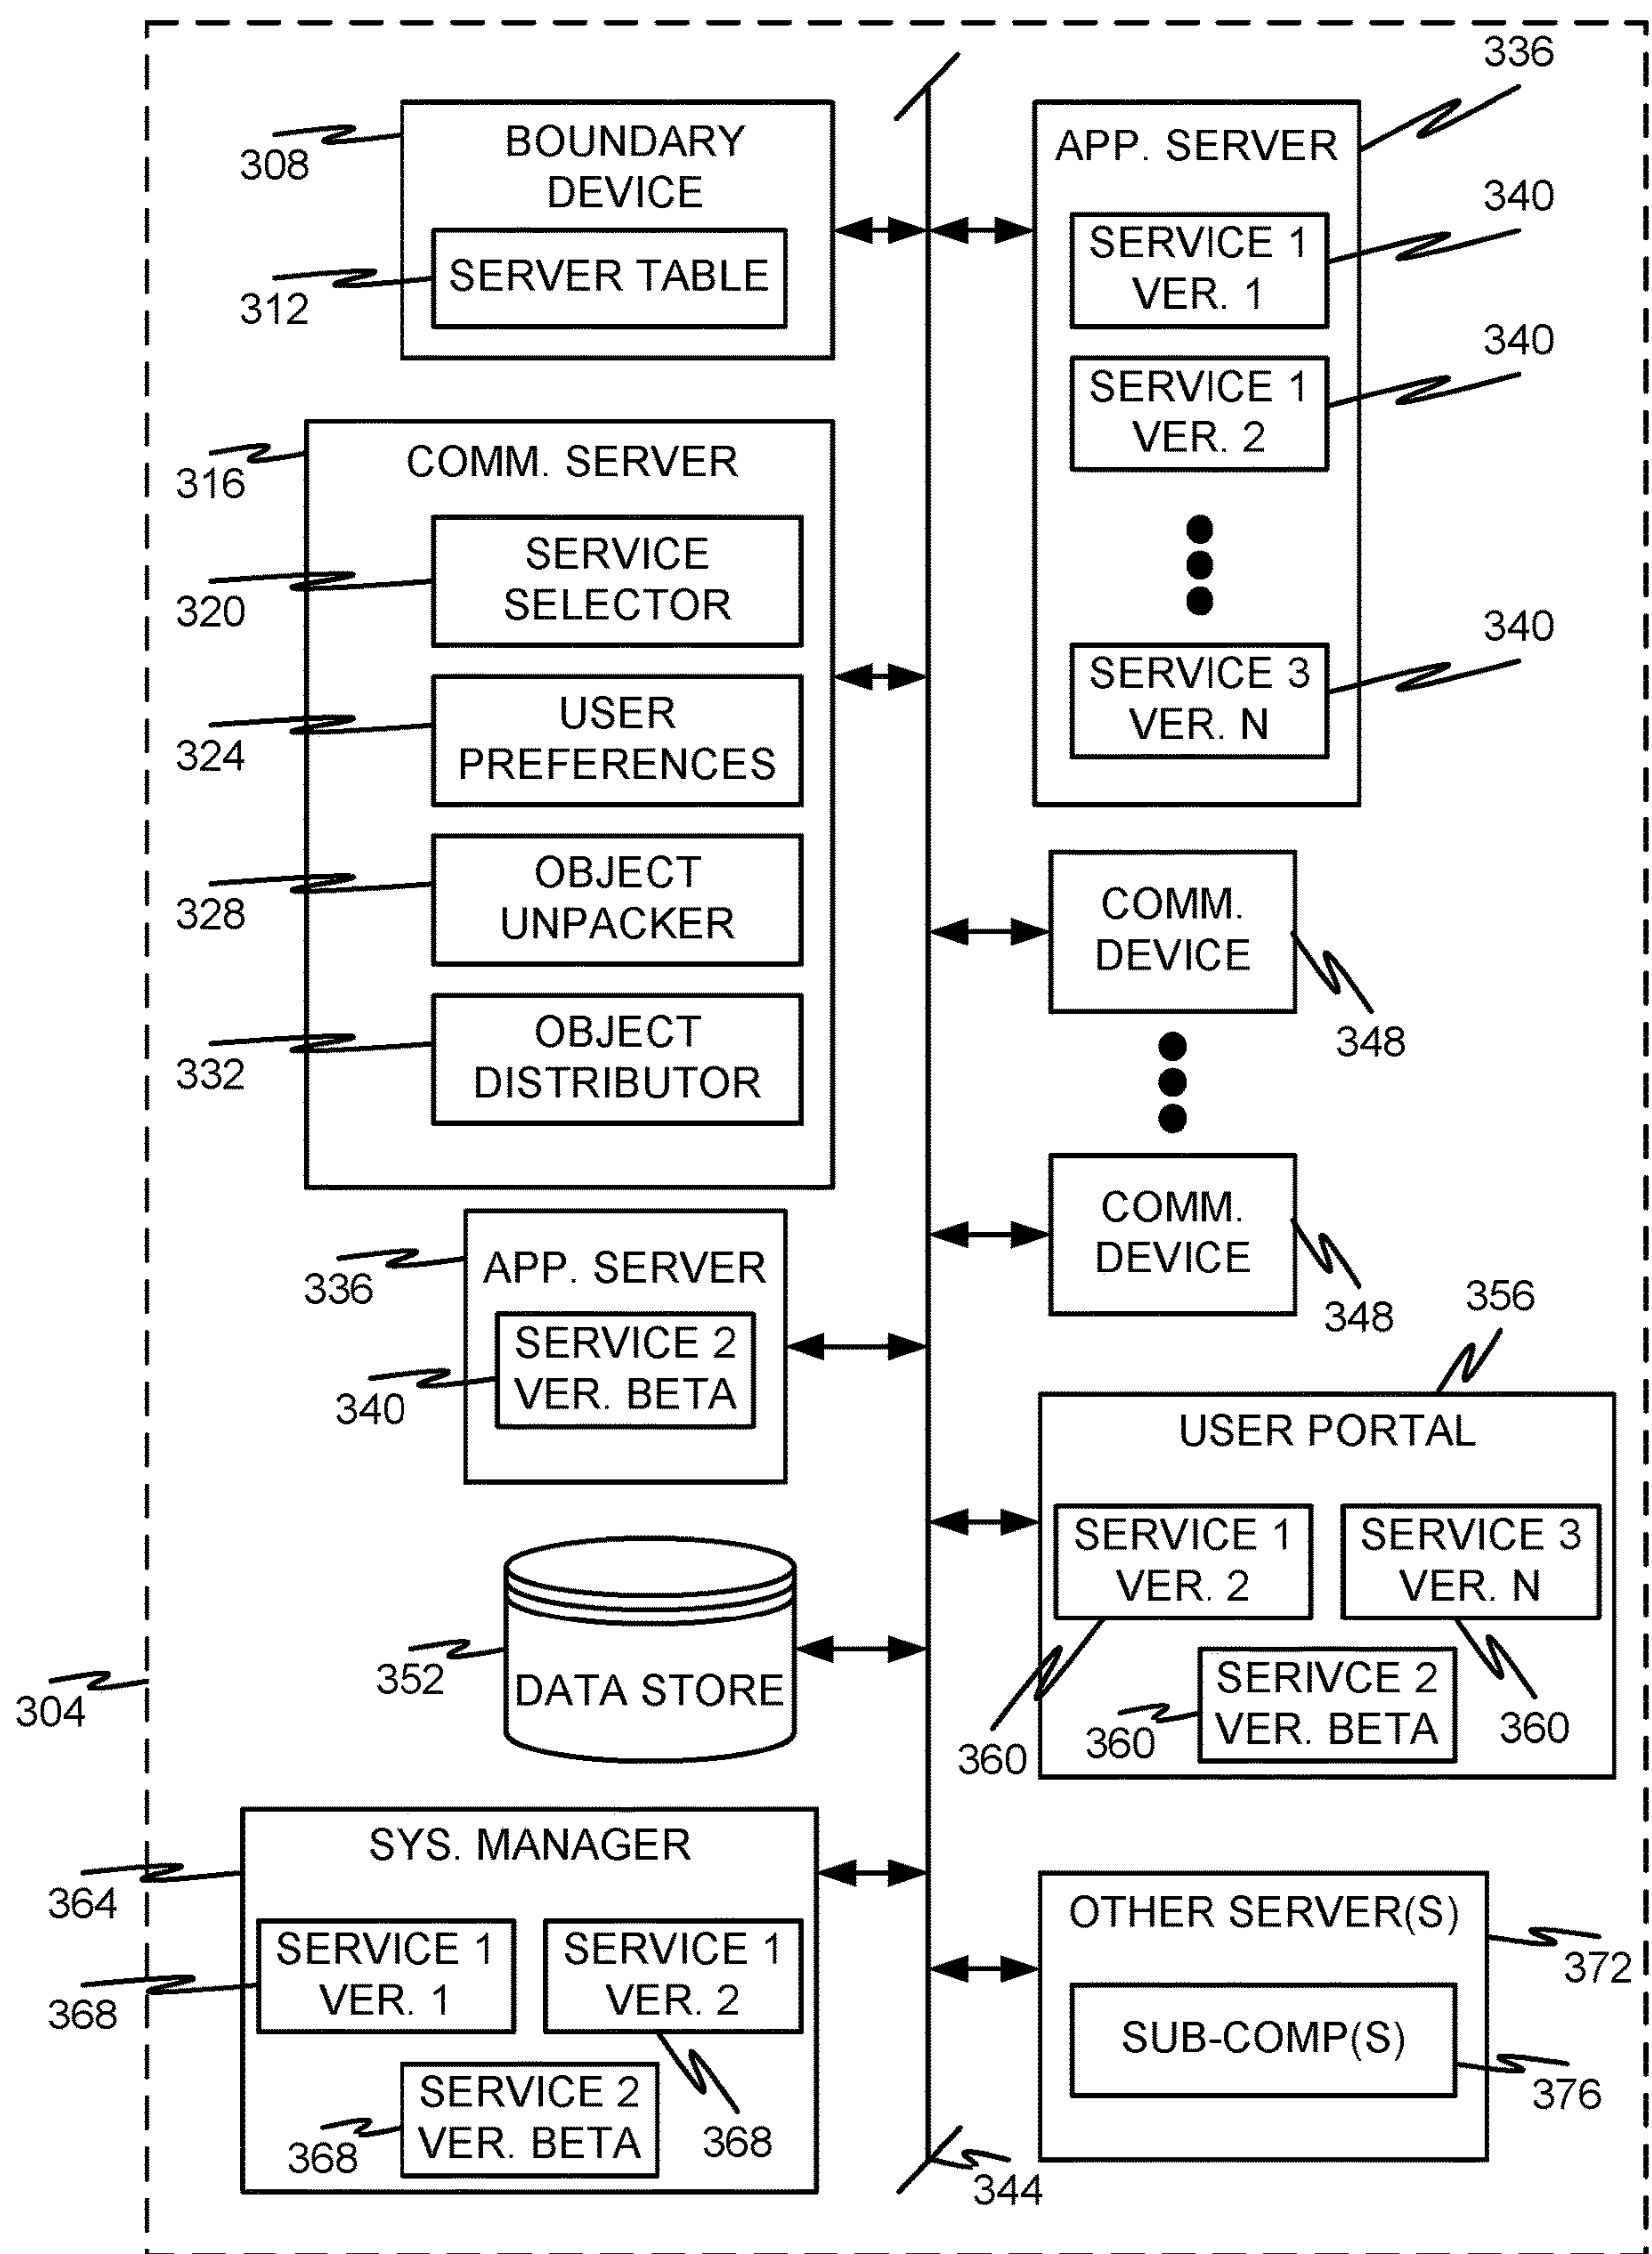 BOUNDARY
DEVICE
308
SERVER TABLE
312
COMM. SERVER
316
SERVICE
SELECTOR
320
USER
PREFERENCES
324
OBJECT
UNPACKER
328
OBJECT
DISTRIBUTOR
332
APP. SERVER
336
SERVICE 2
VER. BETA
340
DATA STORE
352
304
SYS. MANAGER
364
SERVICE 1
VER. 1
368
SERVICE 1
VER. 2
368
SERVICE 2
VER. BETA
368
344
336
APP. SERVER
340
SERVICE 1
VER. 1
340
SERVICE 1
VER. 2
340
SERVICE 3
VER. N
COMM.
DEVICE
348
COMM.
DEVICE
348
356
USER PORTAL
SERVICE 1
VER. 2
360
SERVICE 3
VER. N
360
SERIVCE 2
VER. BETA
360
OTHER SERVER(S)
372
SUB-COMP(S)
376